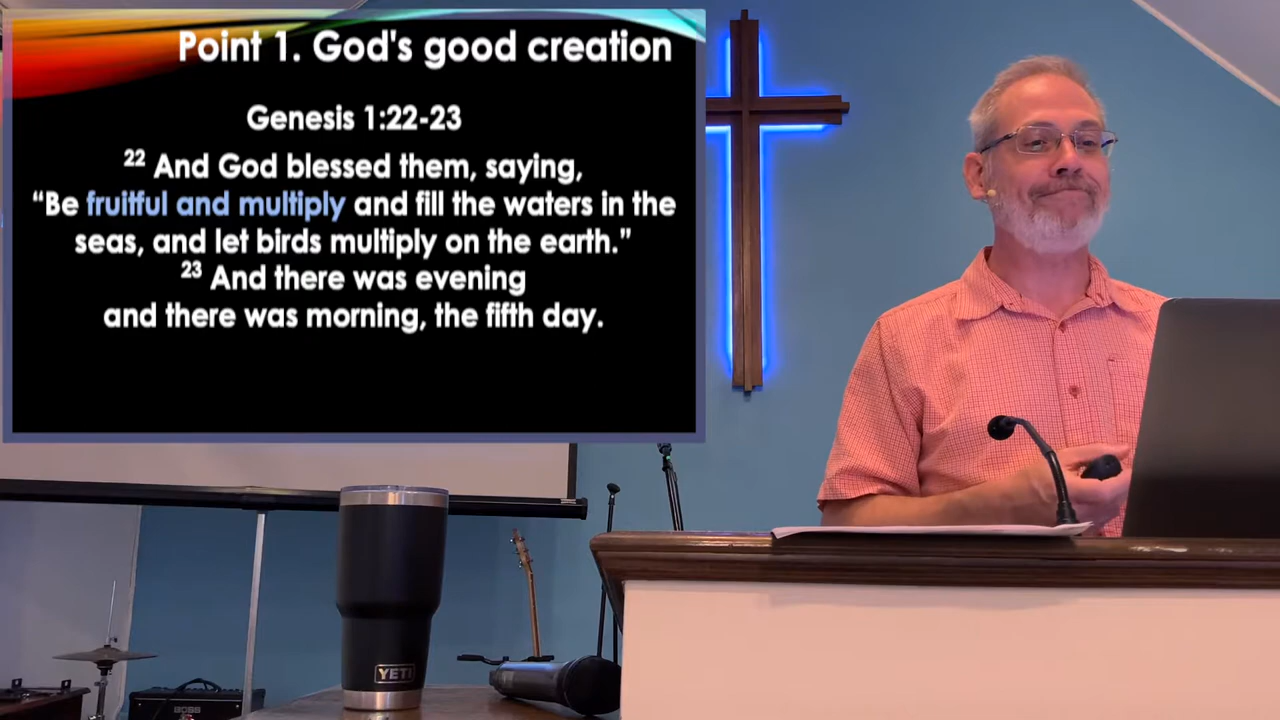 Point 1. God's good creation
Genesis 1:22-23
22 And God blessed them, saying,
“Be fruitful and multiply and fill the waters in the
seas, and let birds multiply on the earth.”
23 And there was evening
and there was morning, the fifth day.
YETI
BOSS